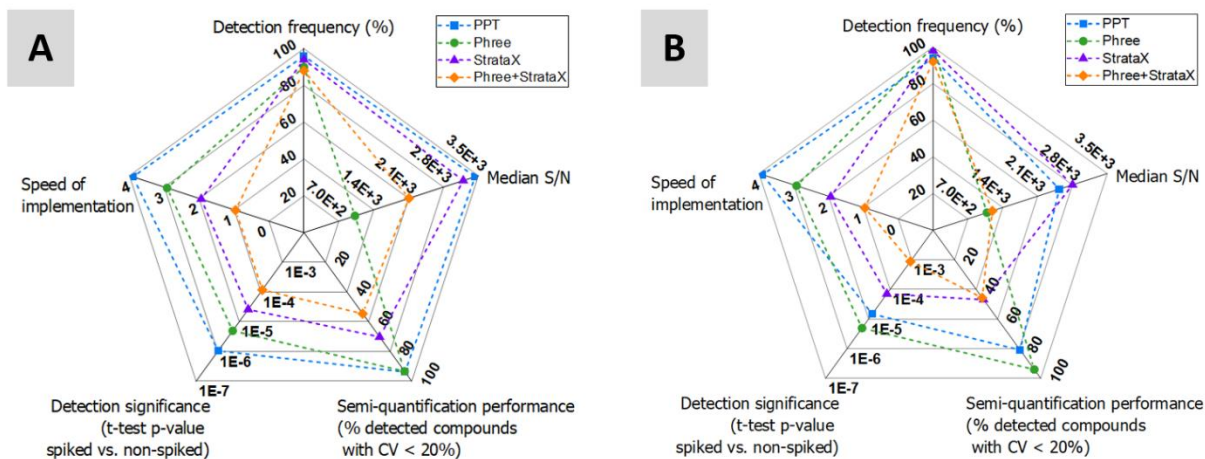 A
Detection frequency (%)
PPT
Phree
StrataX
Phree+StrataX
100
80
60
40
20
3.5E+3
2.8E+3
2.1E+3
1.4E+3
7.0E+2
Median S/N
Speed of
implementation
4
3
2
1
0
1E-3
1E-4
1E-5
1E-6
1E-7
20
40
60
80
100
Detection significance
(t-test p-value
spiked vs. non-spiked)
Semi-quantification performance
(% detected compounds
with CV < 20%)
B
Detection frequency (%)
PPT
Phree
StrataX
Phree+StrataX
100
80
60
40
20
3.5E+3
2.8E+3
2.1E+3
1.4E+3
7.0E+2
Median S/N
Speed of
implementation
4
3
2
1
0
1E-3
1E-4
1E-5
1E-6
1E-7
20
40
60
80
100
Detection significance
(t-test p-value
spiked vs. non-spiked)
Semi-quantification performance
(% detected compounds
with CV < 20%)